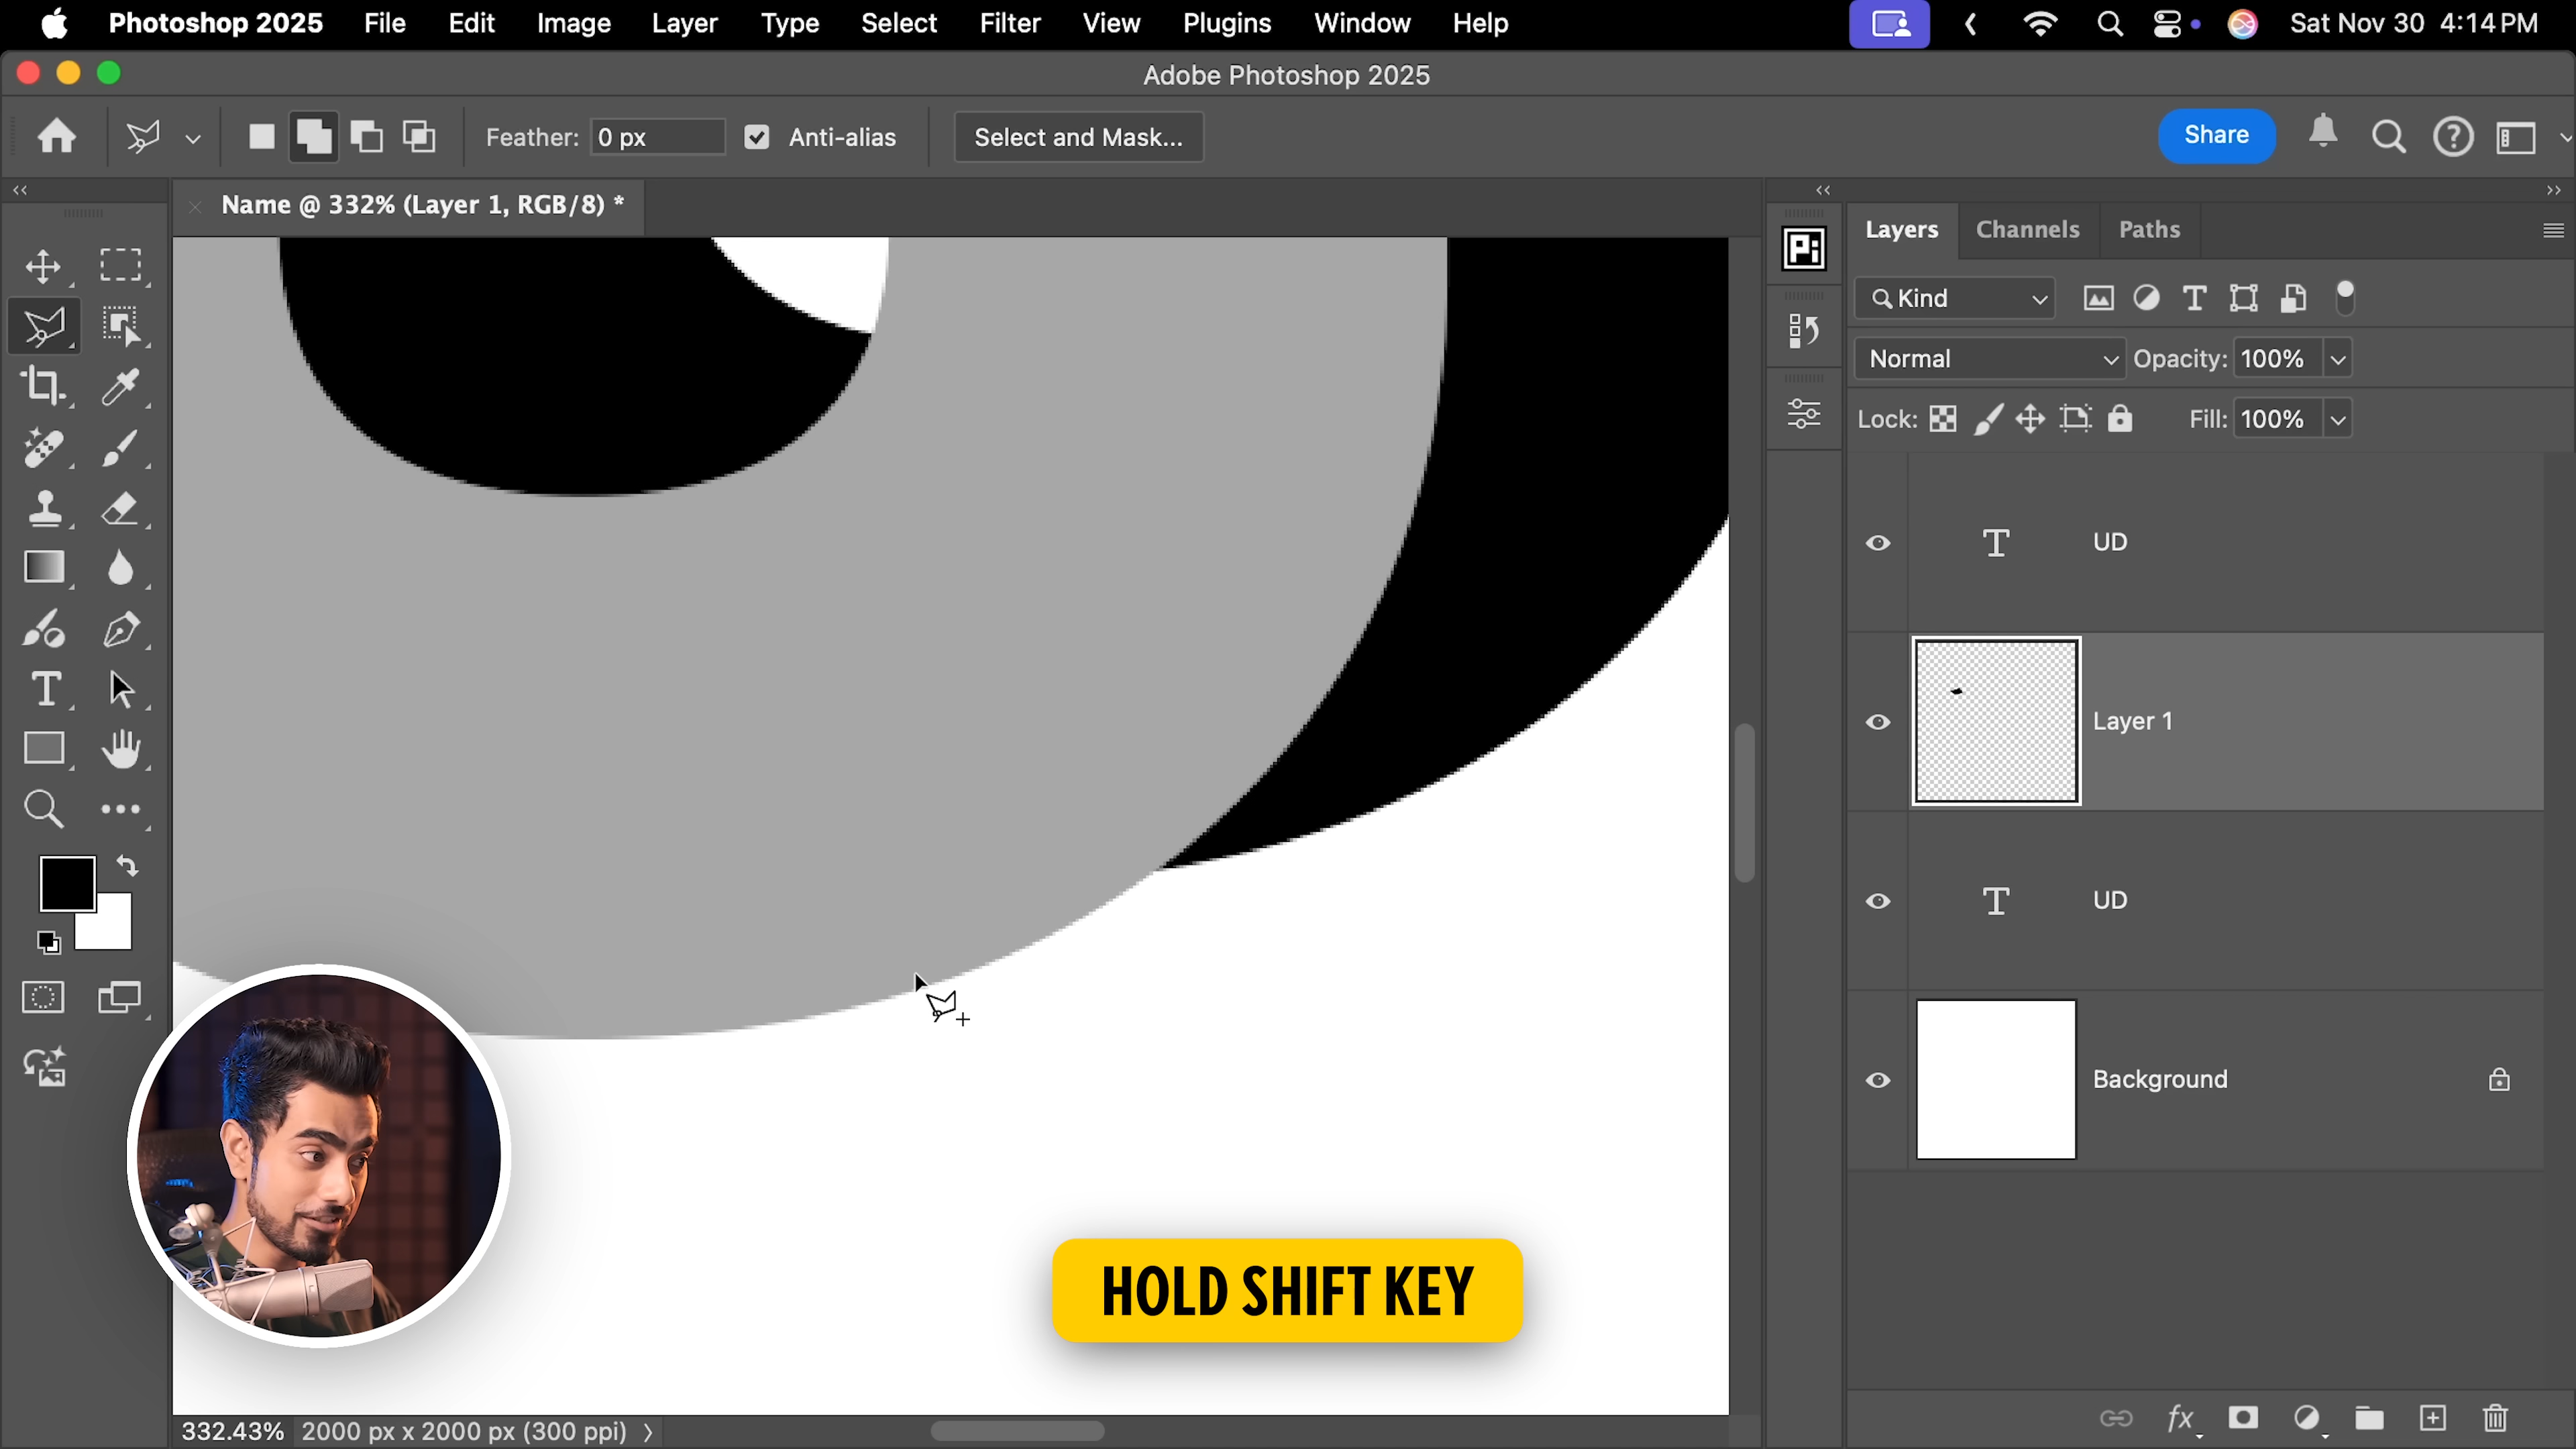 Photoshop 2025 File Edit Image Layer Type Select Filter View Plugins Window Help Sat Nov 30 4:14 PM
Adobe Photoshop 2025
Feather: 0 px Anti-alias Select and Mask... Share
Name @ 332% (Layer 1, RGB/8) *
Pi
Layers Channels Paths
Kind
Normal Opacity: 100%
Lock: Fill: 100%
UD
Layer 1
UD
Background
HOLD SHIFT KEY
332.43% 2000 px x 2000 px (300 ppi)